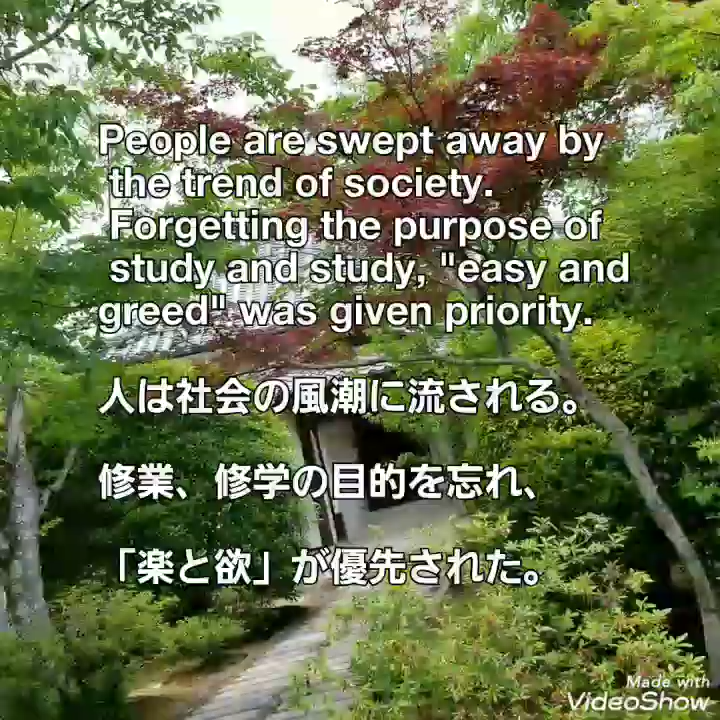 People are swept away by
the trend of society.
Forgetting the purpose of
study and study, "easy and
greed" was given priority.
人は社会の風潮に流される。
修業、修学の目的を忘れ、
「楽と欲」が優先された。
Made with
VideoShow